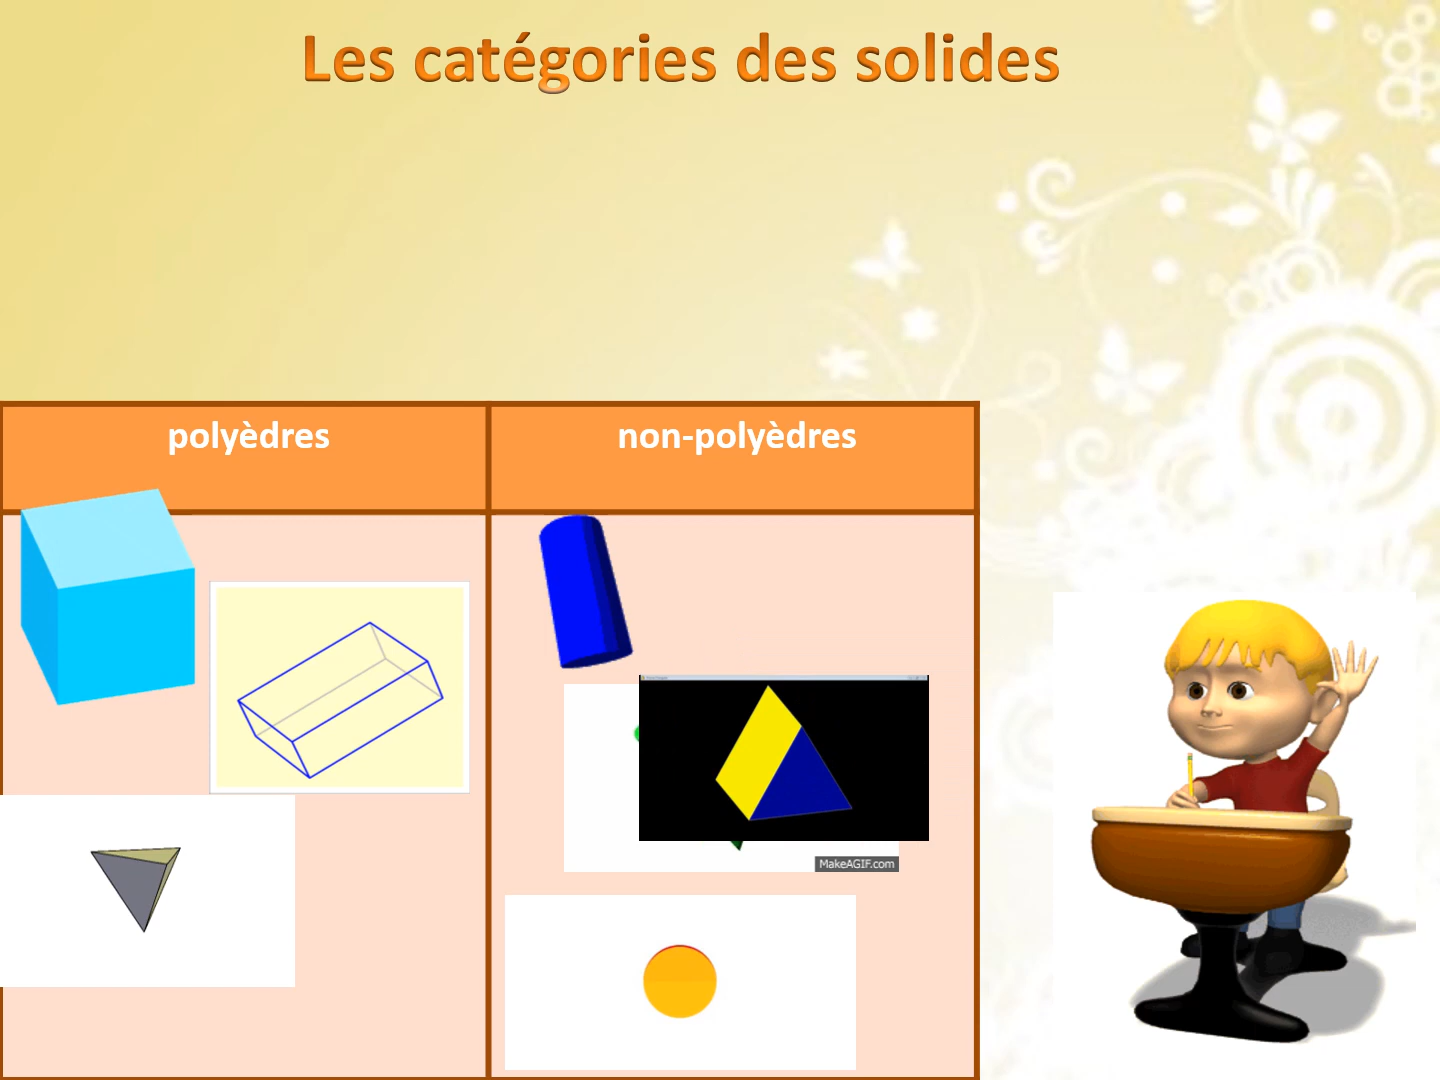 Les catégories des solides
polyèdres
non-polyèdres
MakeAGIF.com